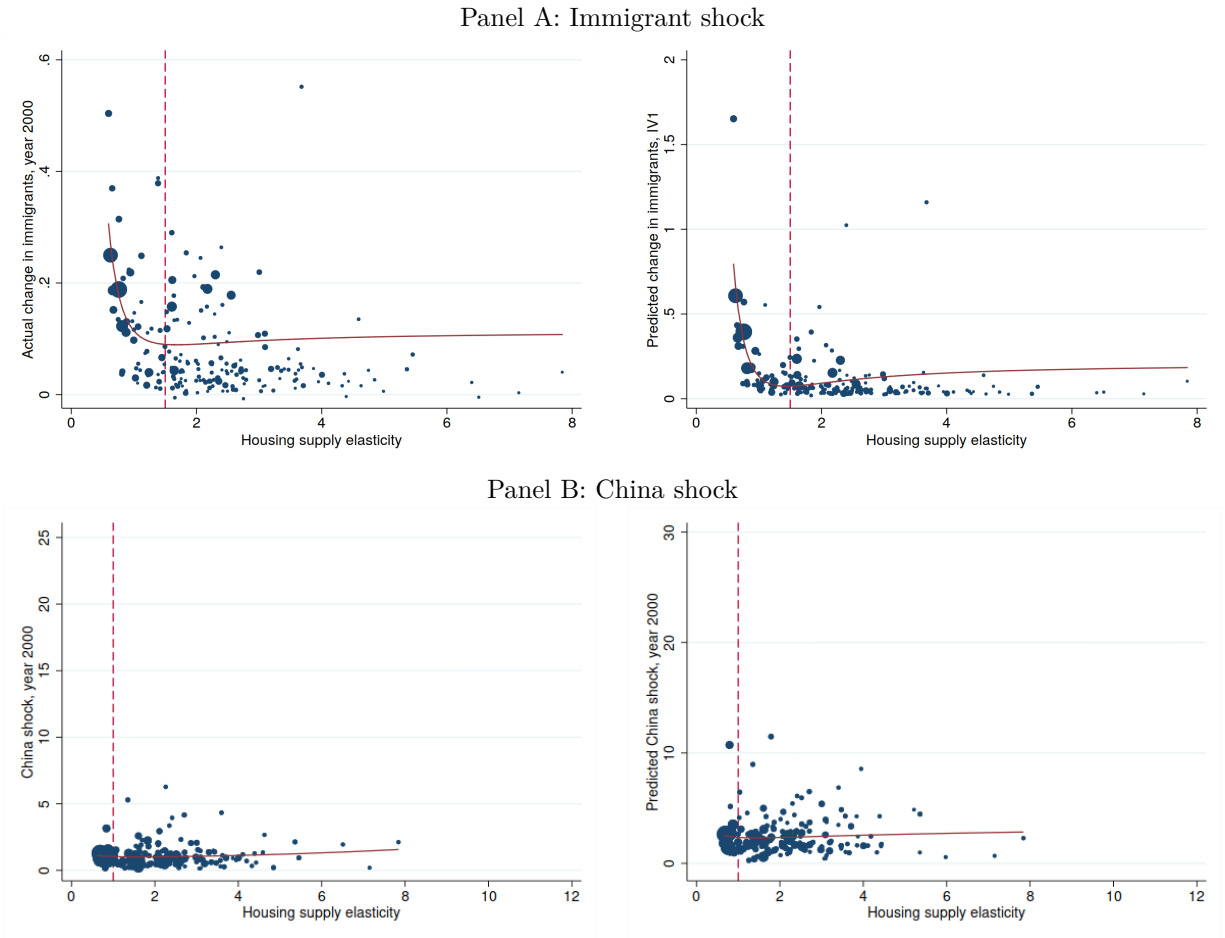 Panel A: Immigrant shock
Actual change in immigrants, year 2000
.6
.4
.2
0
0 2 4 6 8
Housing supply elasticity
Predicted change in immigrants, IV1
2
1.5
1
.5
0
0 2 4 6 8
Housing supply elasticity
Panel B: China shock
China shock, year 2000
25
20
15
10
5
0
0 2 4 6 8 10 12
Housing supply elasticity
Predicted China shock, year 2000
30
20
10
0
0 2 4 6 8 10 12
Housing supply elasticity